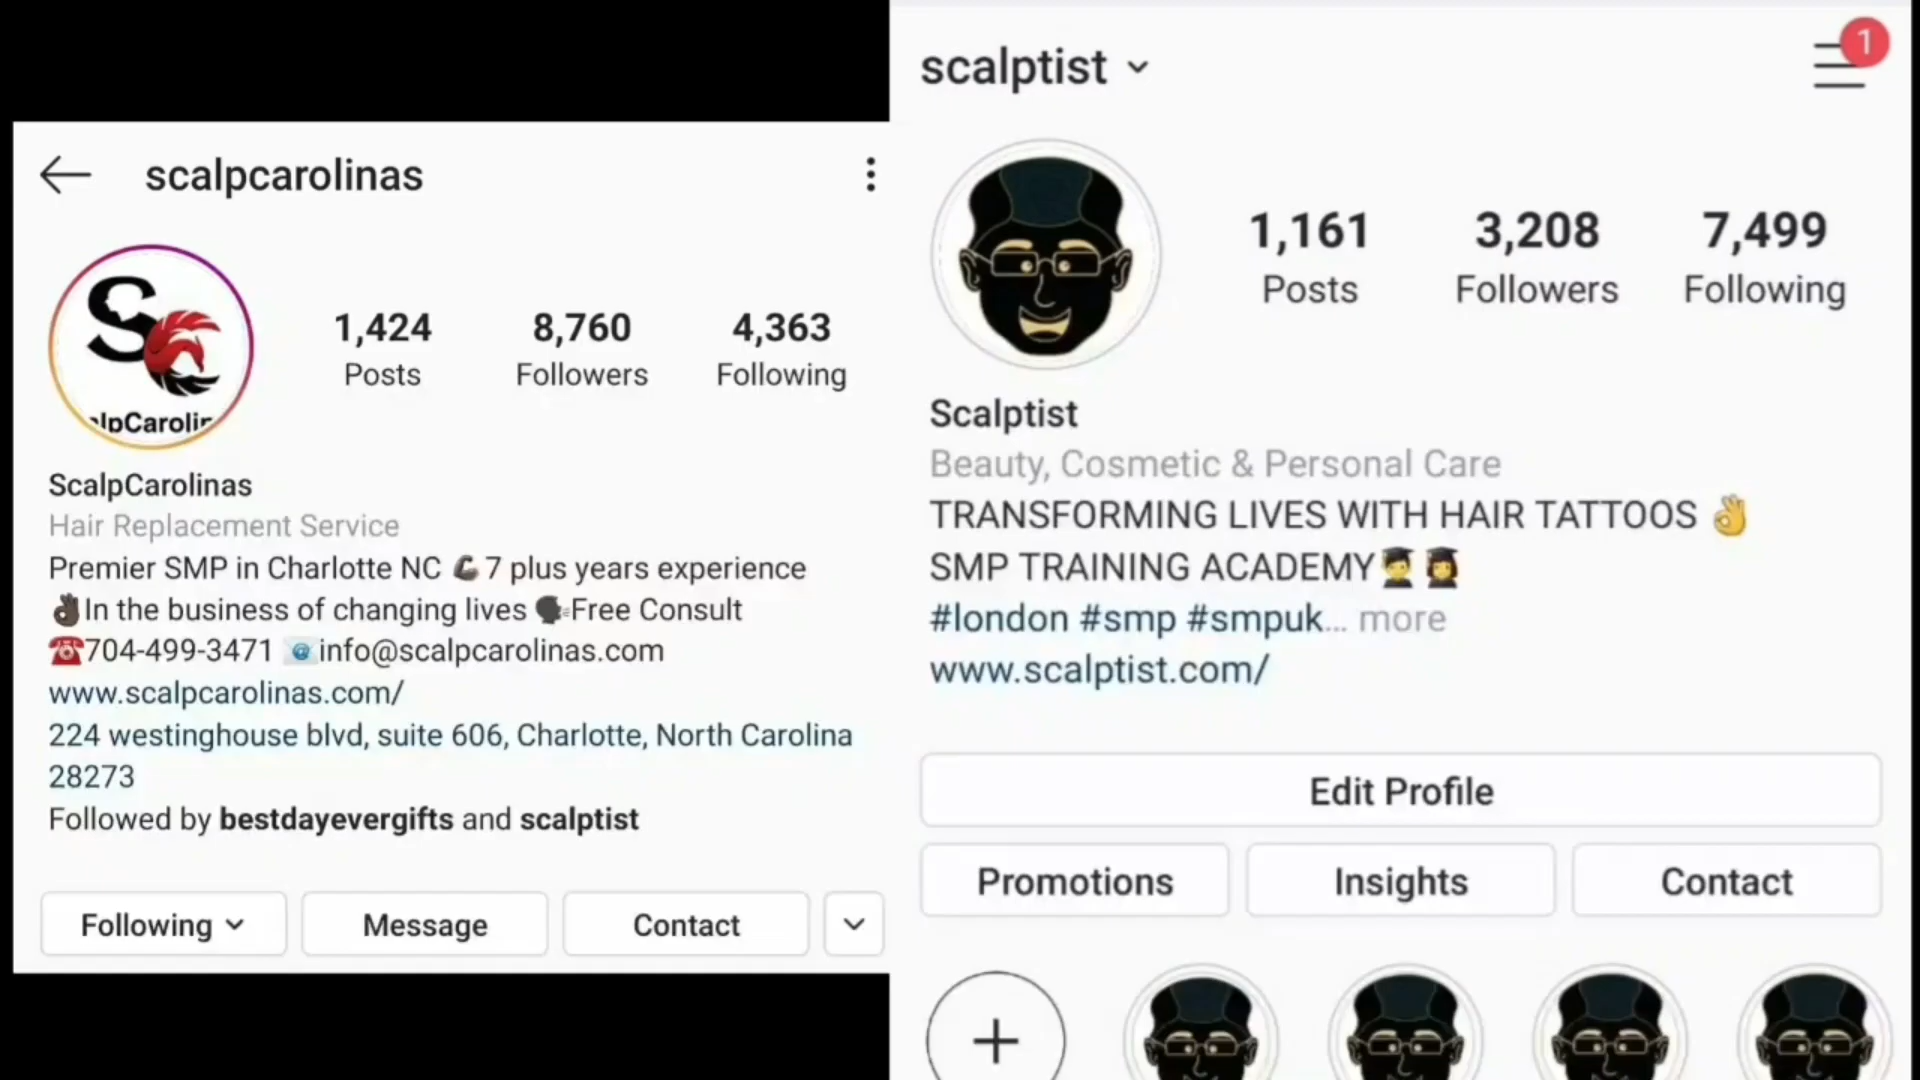 scalpcarolinas
SC
alpCarolin
1,424 8,760 4,363
Posts Followers Following
ScalpCarolinas
Hair Replacement Service
Premier SMP in Charlotte NC 💪🏿7 plus years experience
👌🏿In the business of changing lives 🗣Free Consult
☎️704-499-3471 📧info@scalpcarolinas.com
www.scalpcarolinas.com/
224 westinghouse blvd, suite 606, Charlotte, North Carolina
28273
Followed by bestdayevergifts and scalptist
Following Message Contact
scalptist
1
1,161 3,208 7,499
Posts Followers Following
Scalptist
Beauty, Cosmetic & Personal Care
TRANSFORMING LIVES WITH HAIR TATTOOS 👌
SMP TRAINING ACADEMY👨‍🎓👩‍🎓
#london #smp #smpuk... more
www.scalptist.com/
Edit Profile
Promotions Insights Contact